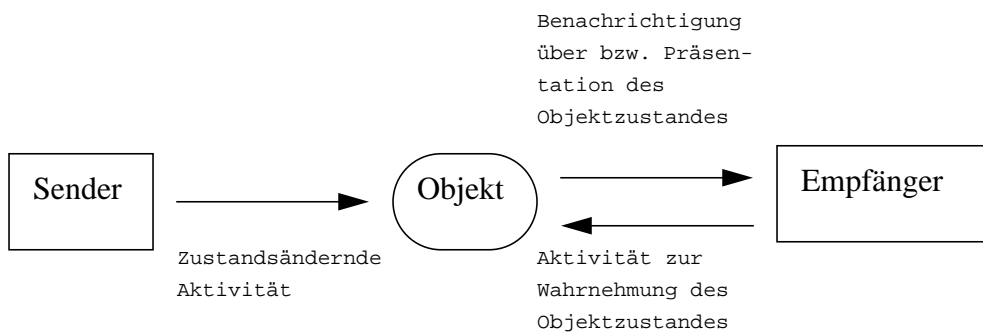 Benachrichtigung
über bzw. Präsen-
tation des
Objektzustandes
Sender
Objekt
Empfänger
Zustandsändernde
Aktivität
Aktivität zur
Wahrnehmung des
Objektzustandes